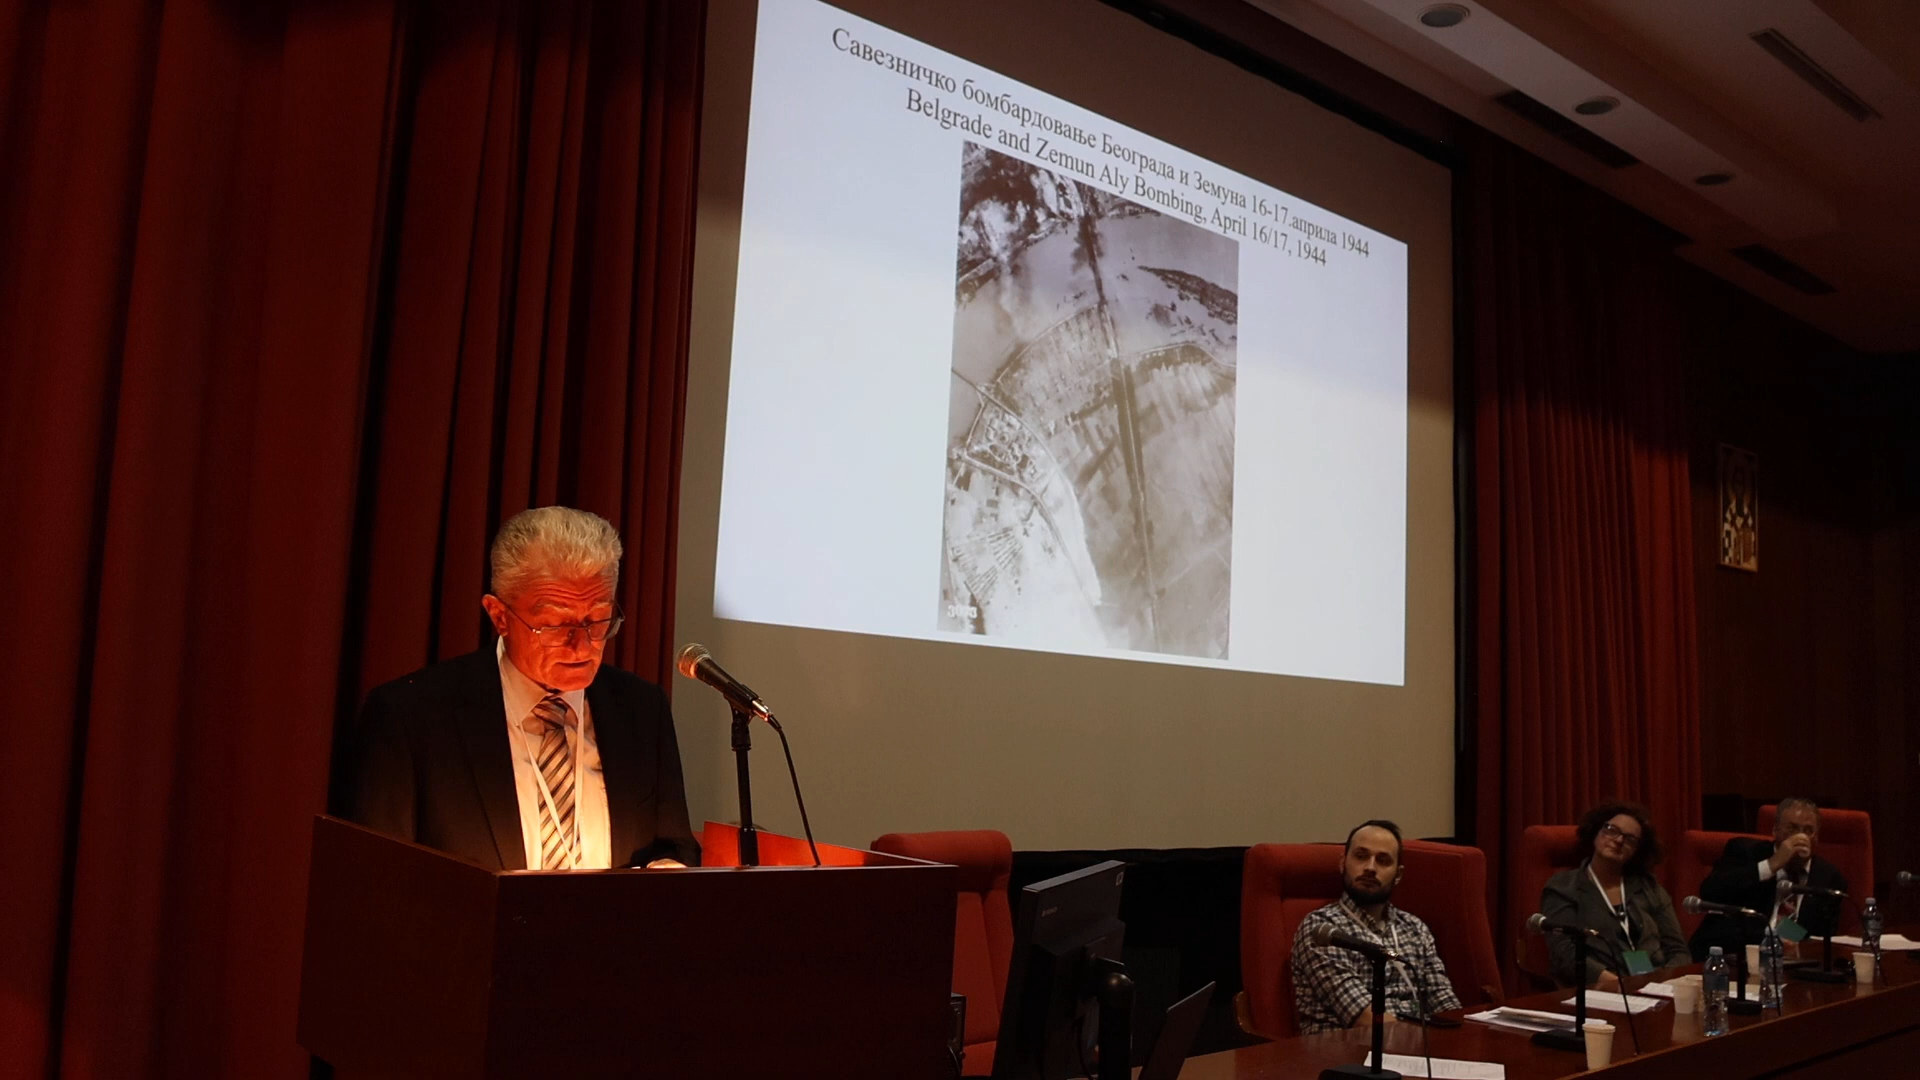 Савезничко бомбардовање Београда и Земуна 16-17.априла 1944
Belgrade and Zemun Aly Bombing, April 16/17, 1944